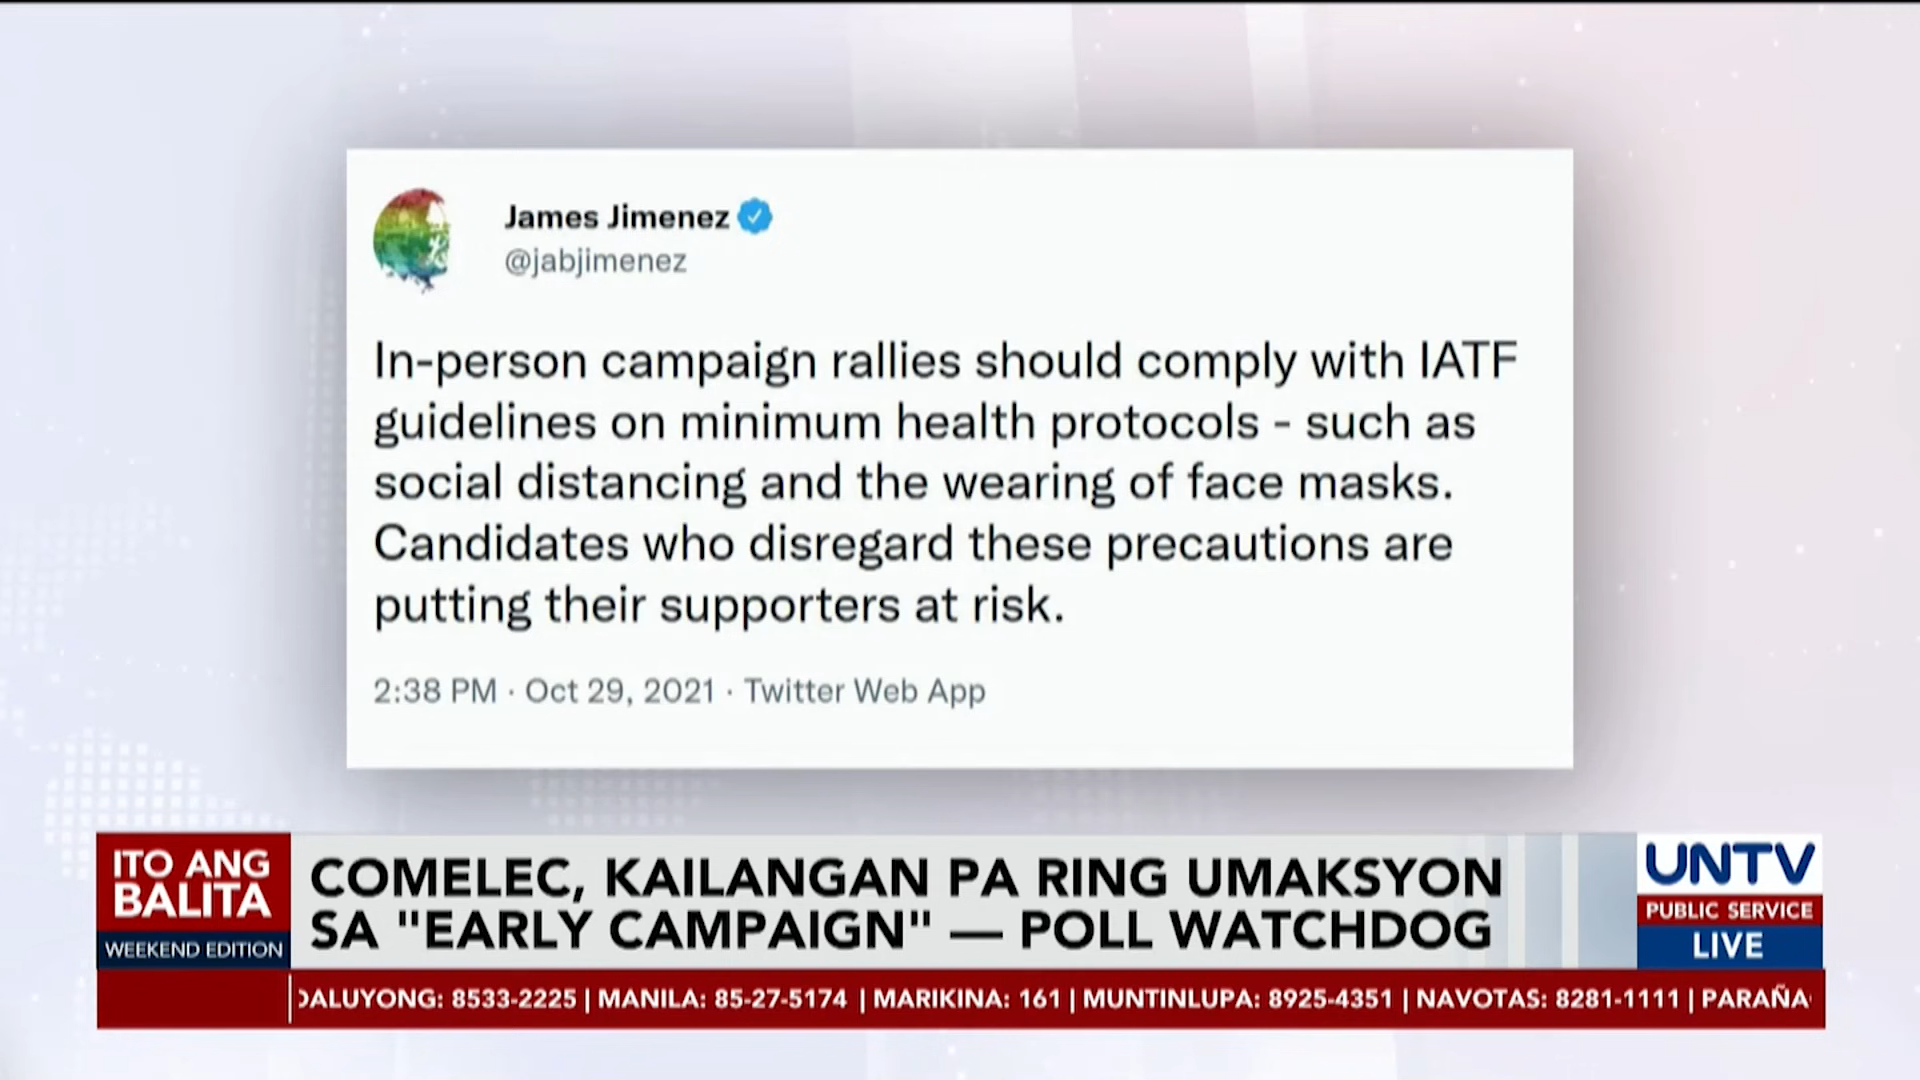 James Jimenez
@jabjimenez
In-person campaign rallies should comply with IATF
guidelines on minimum health protocols - such as
social distancing and the wearing of face masks.
Candidates who disregard these precautions are
putting their supporters at risk.
2:38 PM · Oct 29, 2021 · Twitter Web App
ITO ANG
BALITA
WEEKEND EDITION
COMELEC, KAILANGAN PA RING UMAKSYON
SA "EARLY CAMPAIGN" — POLL WATCHDOG
UNTV
PUBLIC SERVICE
LIVE
DALUYONG: 8533-2225 | MANILA: 85-27-5174 | MARIKINA: 161 | MUNTINLUPA: 8925-4351 | NAVOTAS: 8281-1111 | PARAÑA